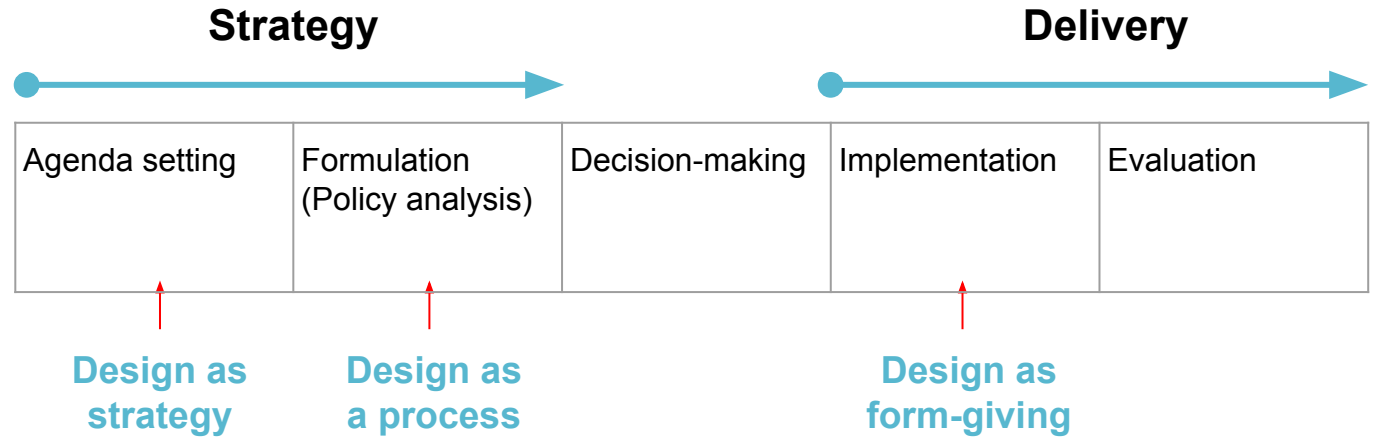 Strategy
Delivery
Agenda setting
Formulation
(Policy analysis)
Decision-making
Implementation
Evaluation
Design as
strategy
Design as
a process
Design as
form-giving